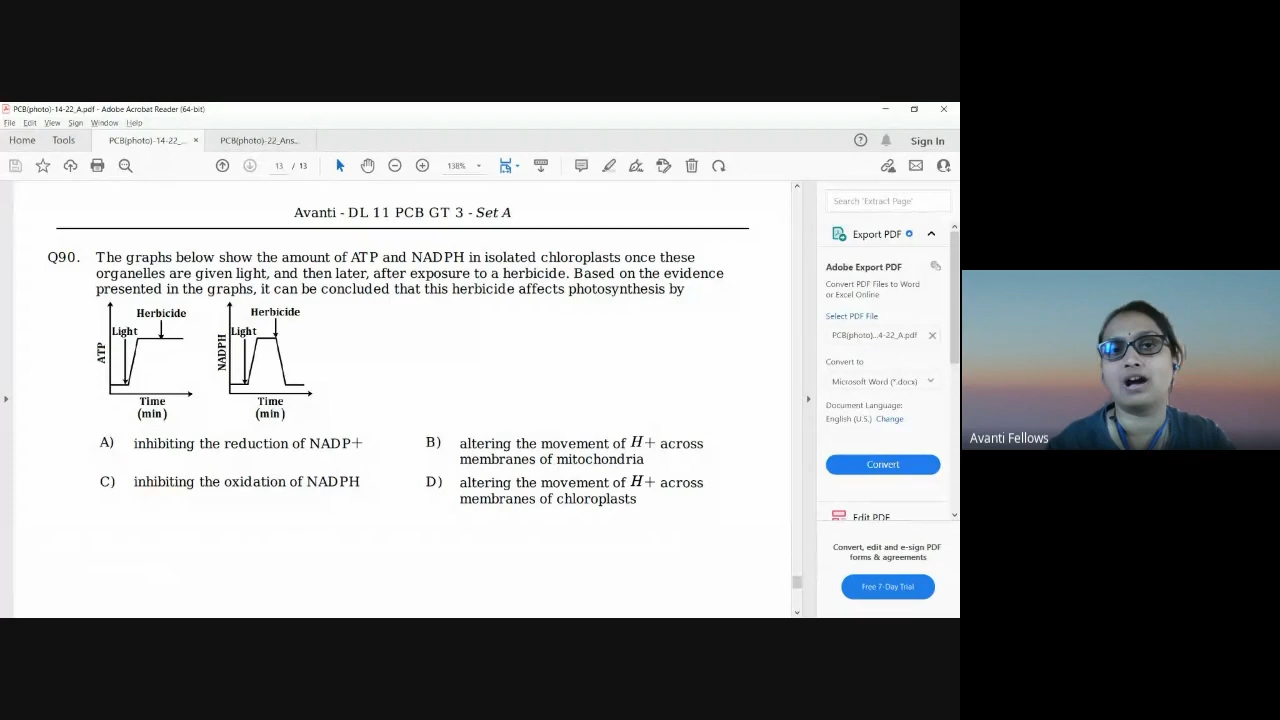 PCB(photo)-14-22_A.pdf - Adobe Acrobat Reader (64-bit)
File Edit View Sign Window Help
Home Tools PCB(photo)-14-22_... × PCB(photo)-22_Ans... Sign In
13 / 13 138%
Avanti - DL 11 PCB GT 3 - Set A
Q90. The graphs below show the amount of ATP and NADPH in isolated chloroplasts once these
organelles are given light, and then later, after exposure to a herbicide. Based on the evidence
presented in the graphs, it can be concluded that this herbicide affects photosynthesis by
Herbicide
Light
ATP
Time
(min)
Herbicide
Light
NADPH
Time
(min)
A) inhibiting the reduction of NADP+
B) altering the movement of H+ across
membranes of mitochondria
C) inhibiting the oxidation of NADPH
D) altering the movement of H+ across
membranes of chloroplasts
Search 'Extract Page'
Export PDF
Adobe Export PDF
Convert PDF Files to Word
or Excel Online
Select PDF File
PCB(photo)...4-22_A.pdf
Convert to
Microsoft Word (*.docx)
Document Language:
English (U.S.) Change
Convert
Edit PDF
Convert, edit and e-sign PDF
forms & agreements
Free 7-Day Trial
Avanti Fellows